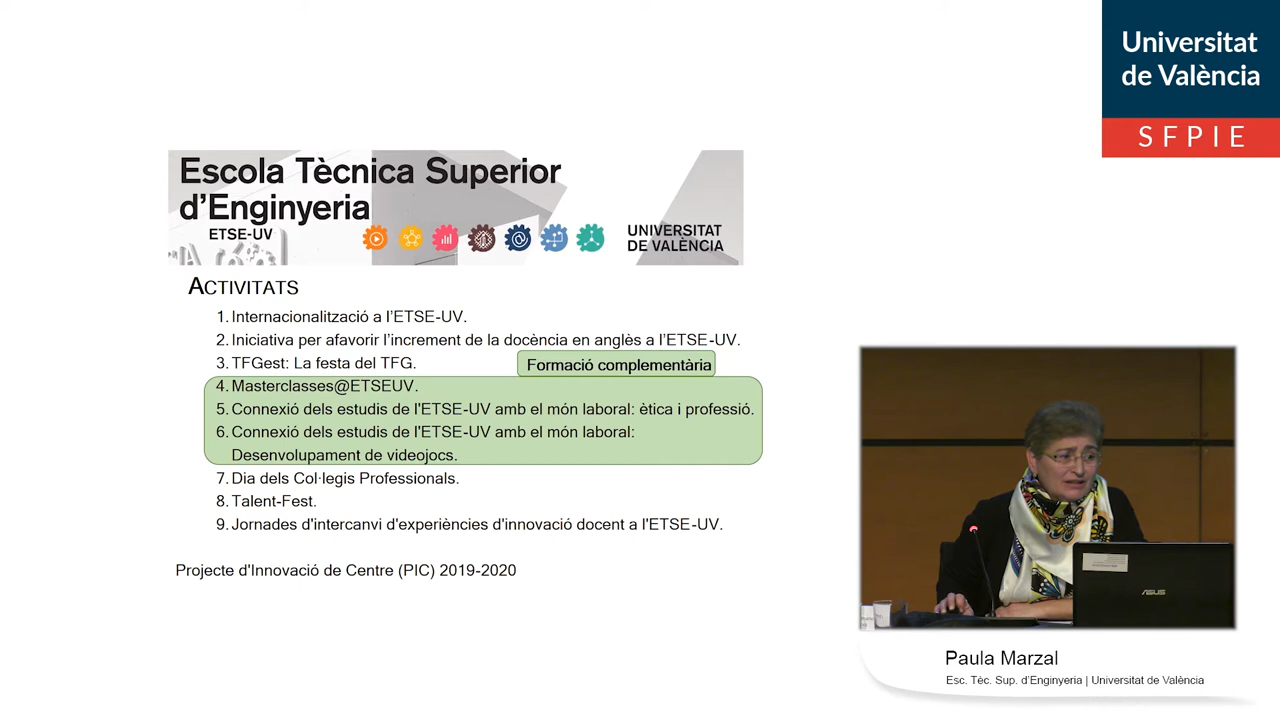 Universitat
de València
SFPIE
Escola Tècnica Superior
d'Enginyeria
ETSE-UV
UNIVERSITAT
DE VALÈNCIA
ACTIVITATS
1. Internacionalització a l'ETSE-UV.
2. Iniciativa per afavorir l'increment de la docència en anglès a l'ETSE-UV.
3. TFGest: La festa del TFG.
Formació complementària
4. Masterclasses@ETSEUV.
5. Connexió dels estudis de l'ETSE-UV amb el món laboral: ètica i professió.
6. Connexió dels estudis de l'ETSE-UV amb el món laboral:
Desenvolupament de videojocs.
7. Dia dels Col·legis Professionals.
8. Talent-Fest.
9. Jornades d'intercanvi d'experiències d'innovació docent a l'ETSE-UV.
Projecte d'Innovació de Centre (PIC) 2019-2020
ASUS
Paula Marzal
Esc. Tèc. Sup. d'Enginyeria | Universitat de València